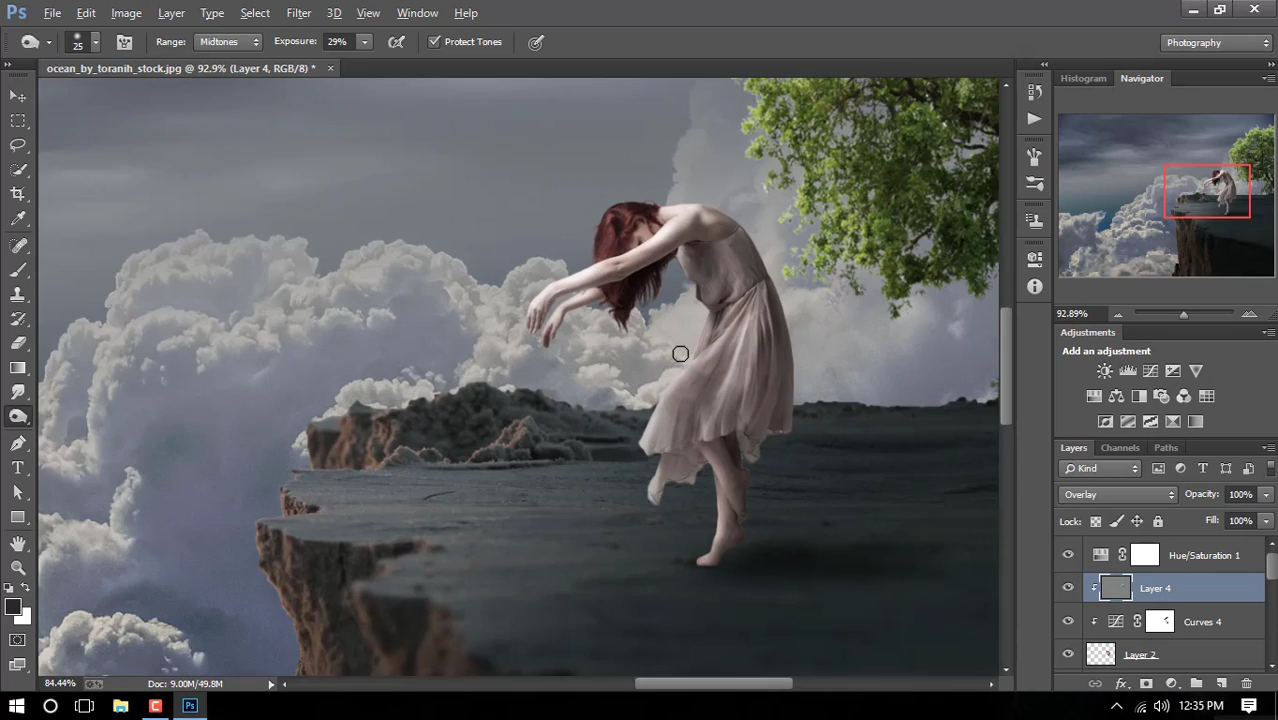 Ps File Edit Image Layer Type Select Filter 3D View Window Help
25 Range: Midtones Exposure: 29% Protect Tones Photography
ocean_by_toranih_stock.jpg @ 92.9% (Layer 4, RGB/8) *
Histogram Navigator
92.89%
Adjustments
Add an adjustment
Layers Channels Paths
Kind
Overlay Opacity: 100%
Lock: Fill: 100%
Hue/Saturation 1
Layer 4
Curves 4
Layer 2
84.44% Doc: 9.00M/49.8M
12:35 PM